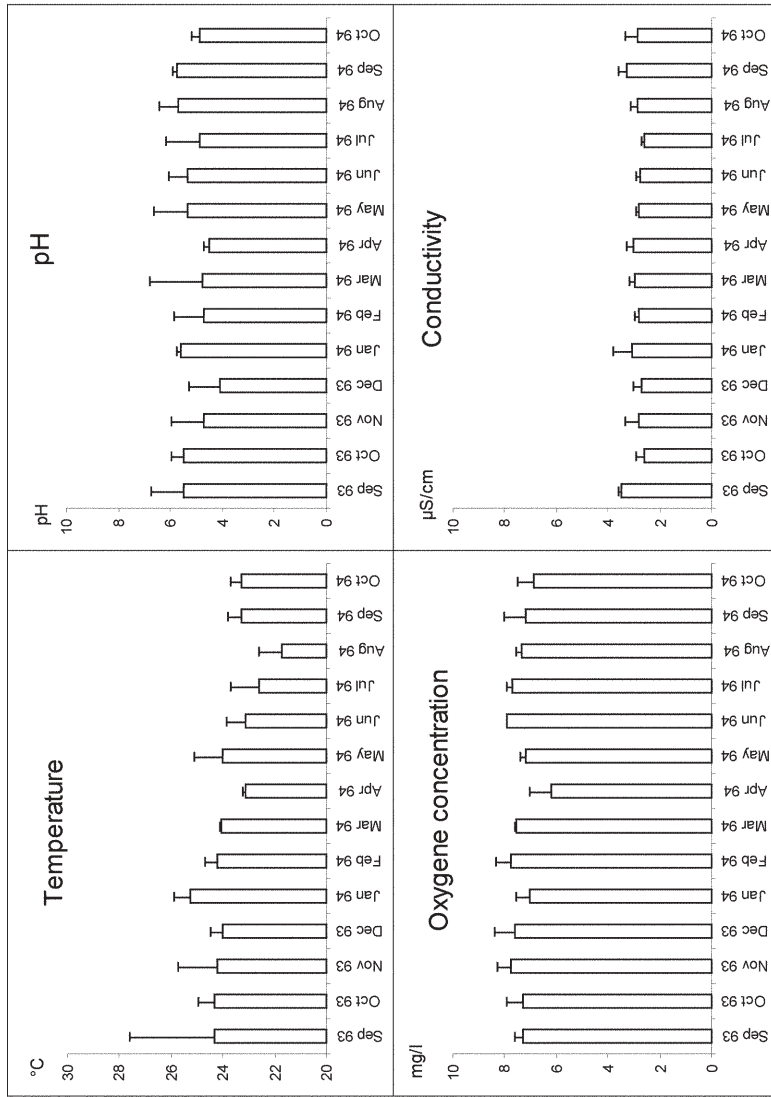 Temperature
°C
30
28
26
24
22
20
Sep 93
Oct 93
Nov 93
Dec 93
Jan 94
Feb 94
Mar 94
Apr 94
May 94
Jun 94
Jul 94
Aug 94
Sep 94
Oct 94
pH
pH
10
8
6
4
2
0
Sep 93
Oct 93
Nov 93
Dec 93
Jan 94
Feb 94
Mar 94
Apr 94
May 94
Jun 94
Jul 94
Aug 94
Sep 94
Oct 94
Oxygene concentration
mg/l
10
8
6
4
2
0
Sep 93
Oct 93
Nov 93
Dec 93
Jan 94
Feb 94
Mar 94
Apr 94
May 94
Jun 94
Jul 94
Aug 94
Sep 94
Oct 94
Conductivity
µS/cm
10
8
6
4
2
0
Sep 93
Oct 93
Nov 93
Dec 93
Jan 94
Feb 94
Mar 94
Apr 94
May 94
Jun 94
Jul 94
Aug 94
Sep 94
Oct 94